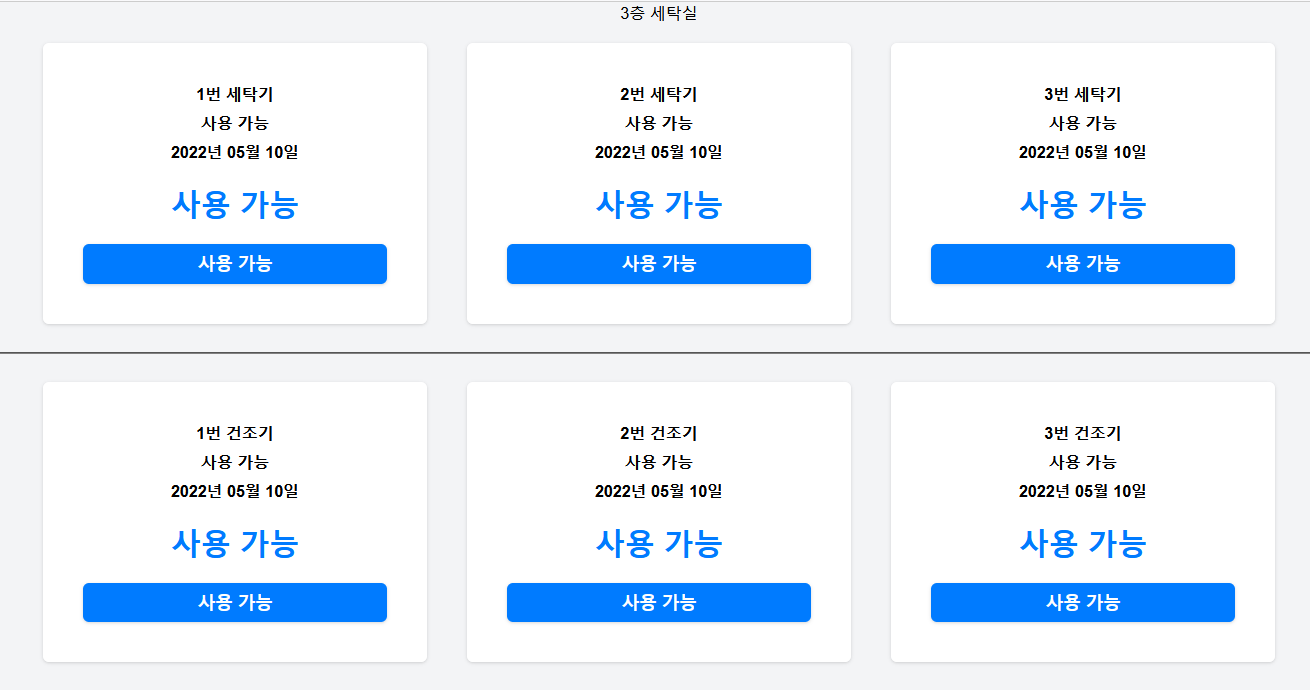 3층 세탁실
1번 세탁기
사용 가능
2022년 05월 10일
사용 가능
사용 가능
2번 세탁기
사용 가능
2022년 05월 10일
사용 가능
사용 가능
3번 세탁기
사용 가능
2022년 05월 10일
사용 가능
사용 가능
1번 건조기
사용 가능
2022년 05월 10일
사용 가능
사용 가능
2번 건조기
사용 가능
2022년 05월 10일
사용 가능
사용 가능
3번 건조기
사용 가능
2022년 05월 10일
사용 가능
사용 가능